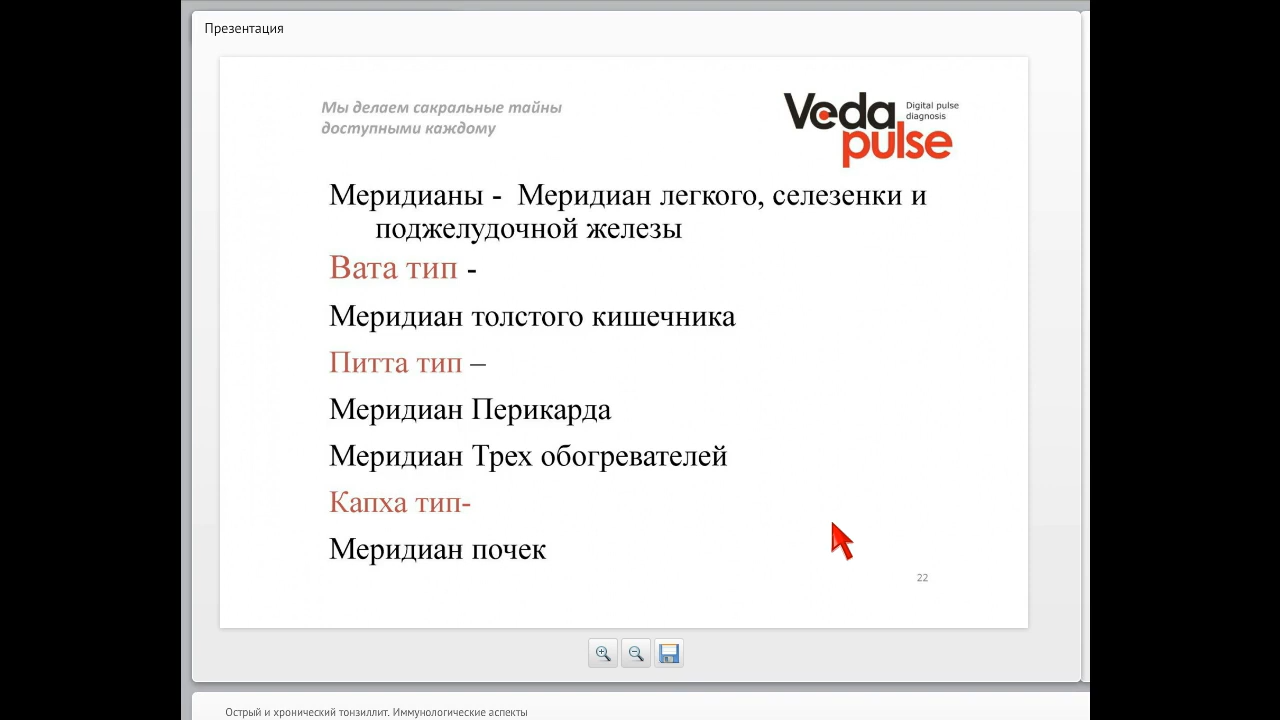 Презентация
Мы делаем сакральные тайны
доступными каждому
Veda
pulse
Digital pulse
diagnosis
Меридианы - Меридиан легкого, селезенки и
поджелудочной железы
Вата тип -
Меридиан толстого кишечника
Питта тип –
Меридиан Перикарда
Меридиан Трех обогревателей
Капха тип-
Меридиан почек
22
Острый и хронический тонзиллит. Иммунологические аспекты